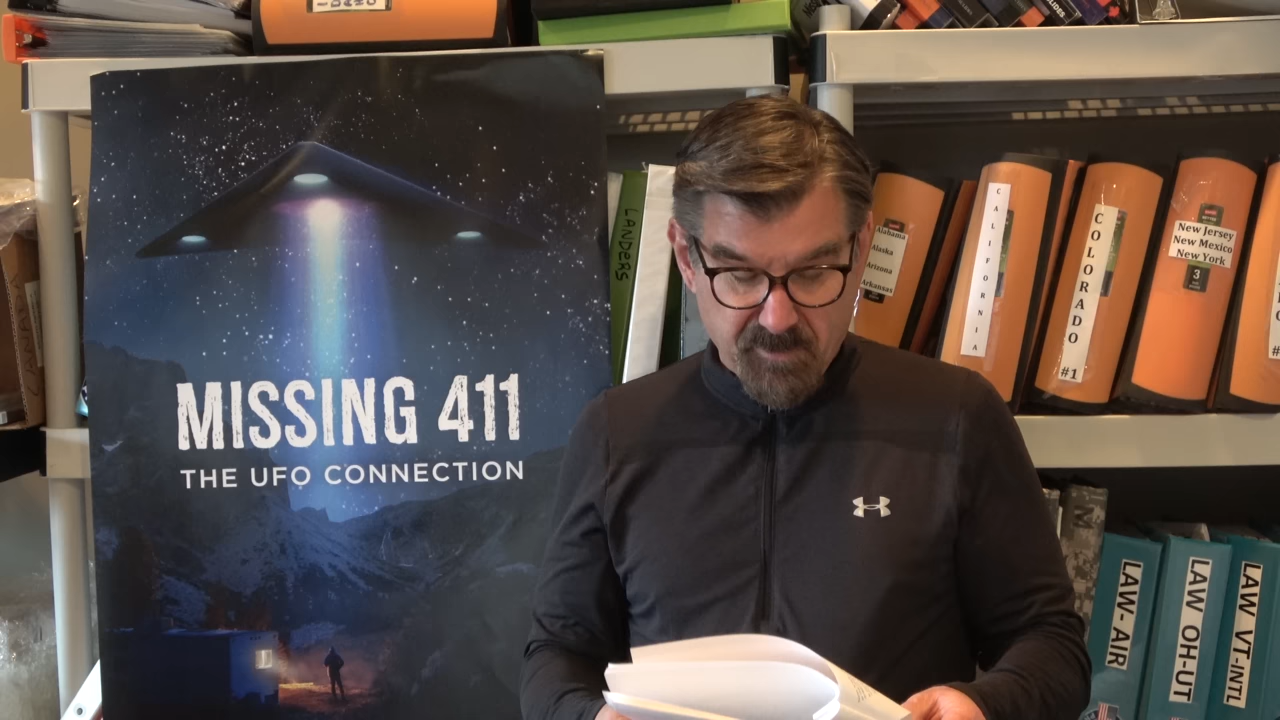 MISSING 411
THE UFO CONNECTION
LANDERS
Alabama
Alaska
Arizona
Arkansas
CALIFORNIA
COLORADO
#1
New Jersey
New Mexico
New York
3
LAW- AIR
LAW OH-UT
LAW VT-INTL